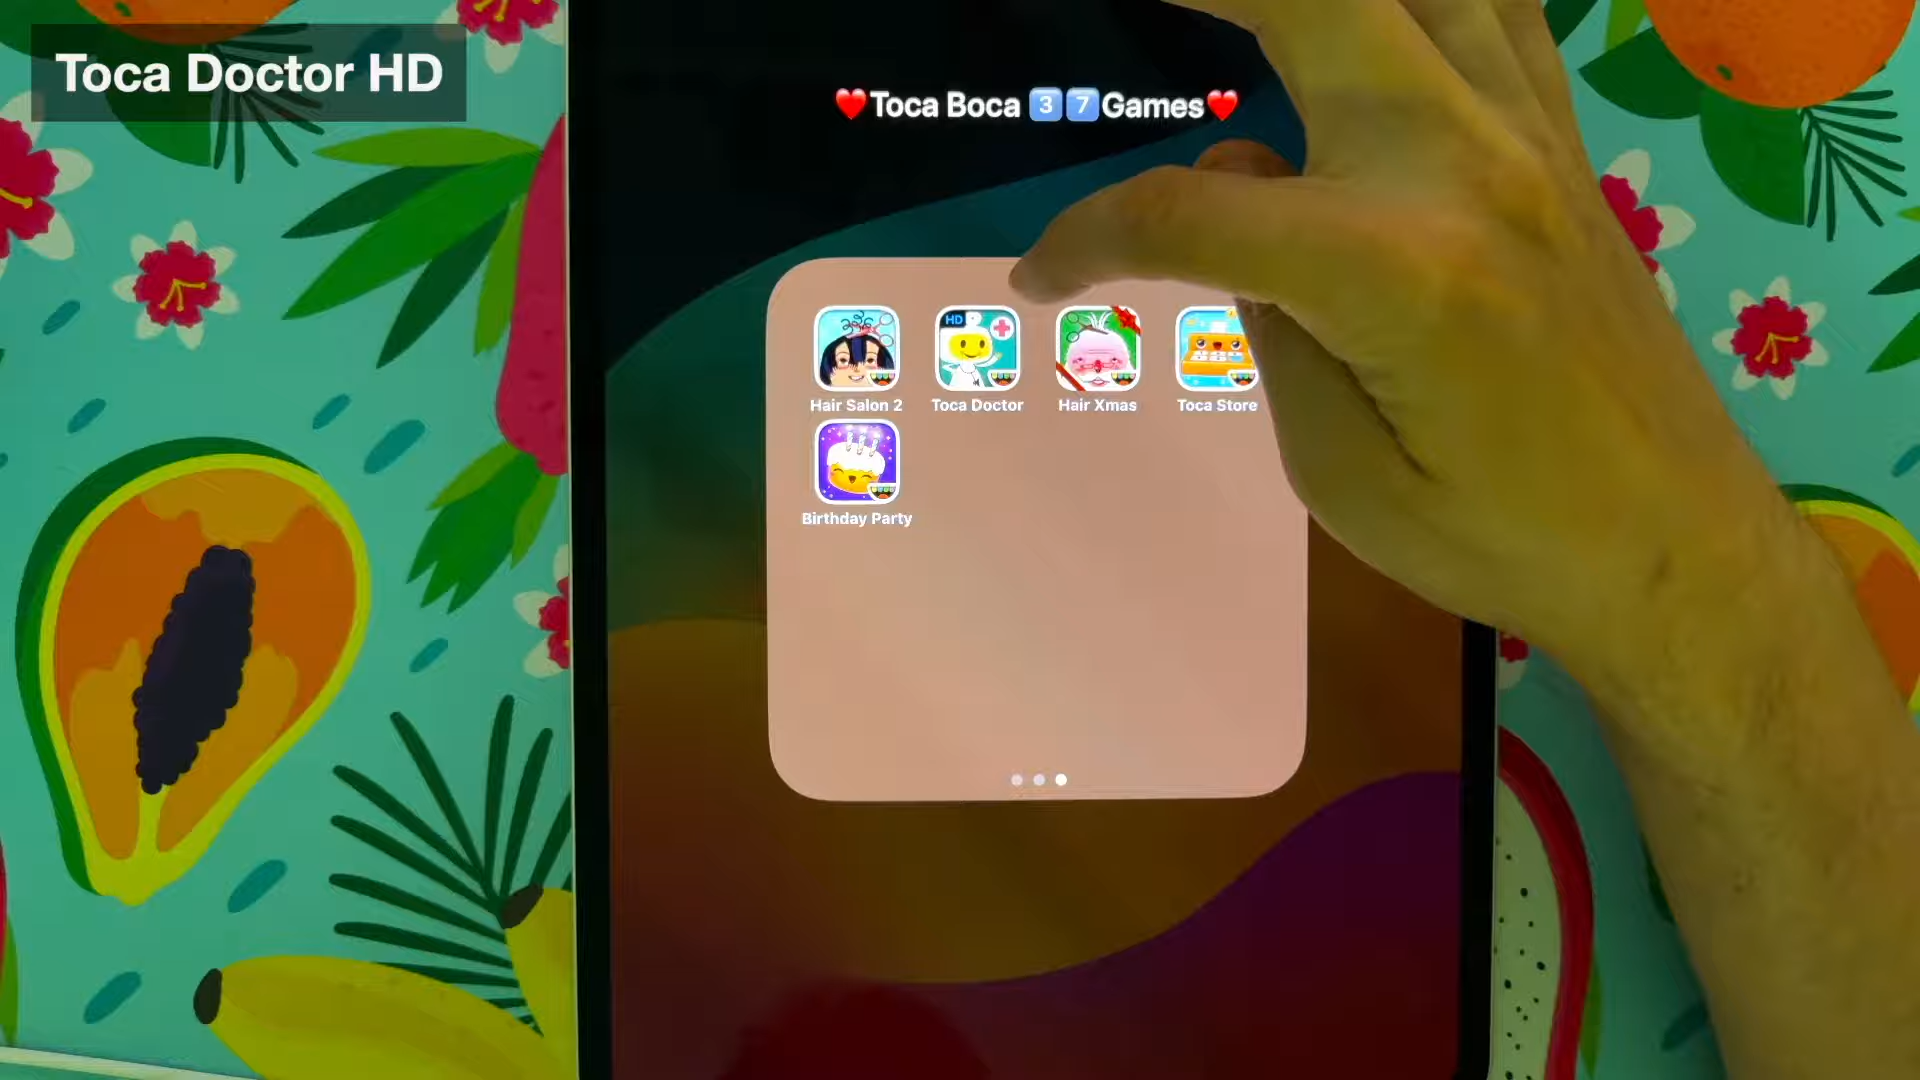 Toca Doctor HD
❤️Toca Boca 3️⃣7️⃣Games❤️
HD
Hair Salon 2
Toca Doctor
Hair Xmas
Toca Store
Birthday Party